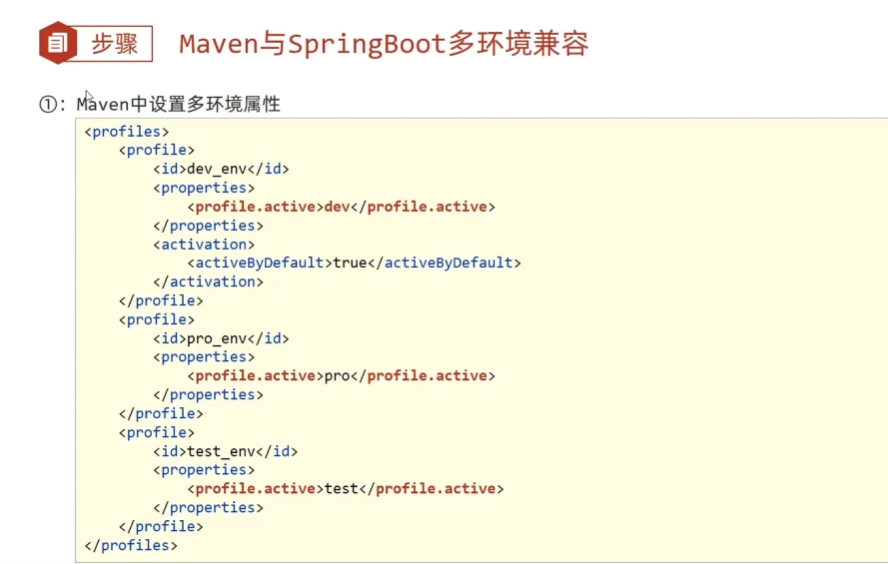 步骤 Maven与SpringBoot多环境兼容
①：Maven中设置多环境属性
<profiles>
    <profile>
        <id>dev_env</id>
        <properties>
            <profile.active>dev</profile.active>
        </properties>
        <activation>
            <activeByDefault>true</activeByDefault>
        </activation>
    </profile>
    <profile>
        <id>pro_env</id>
        <properties>
            <profile.active>pro</profile.active>
        </properties>
    </profile>
    <profile>
        <id>test_env</id>
        <properties>
            <profile.active>test</profile.active>
        </properties>
    </profile>
</profiles>